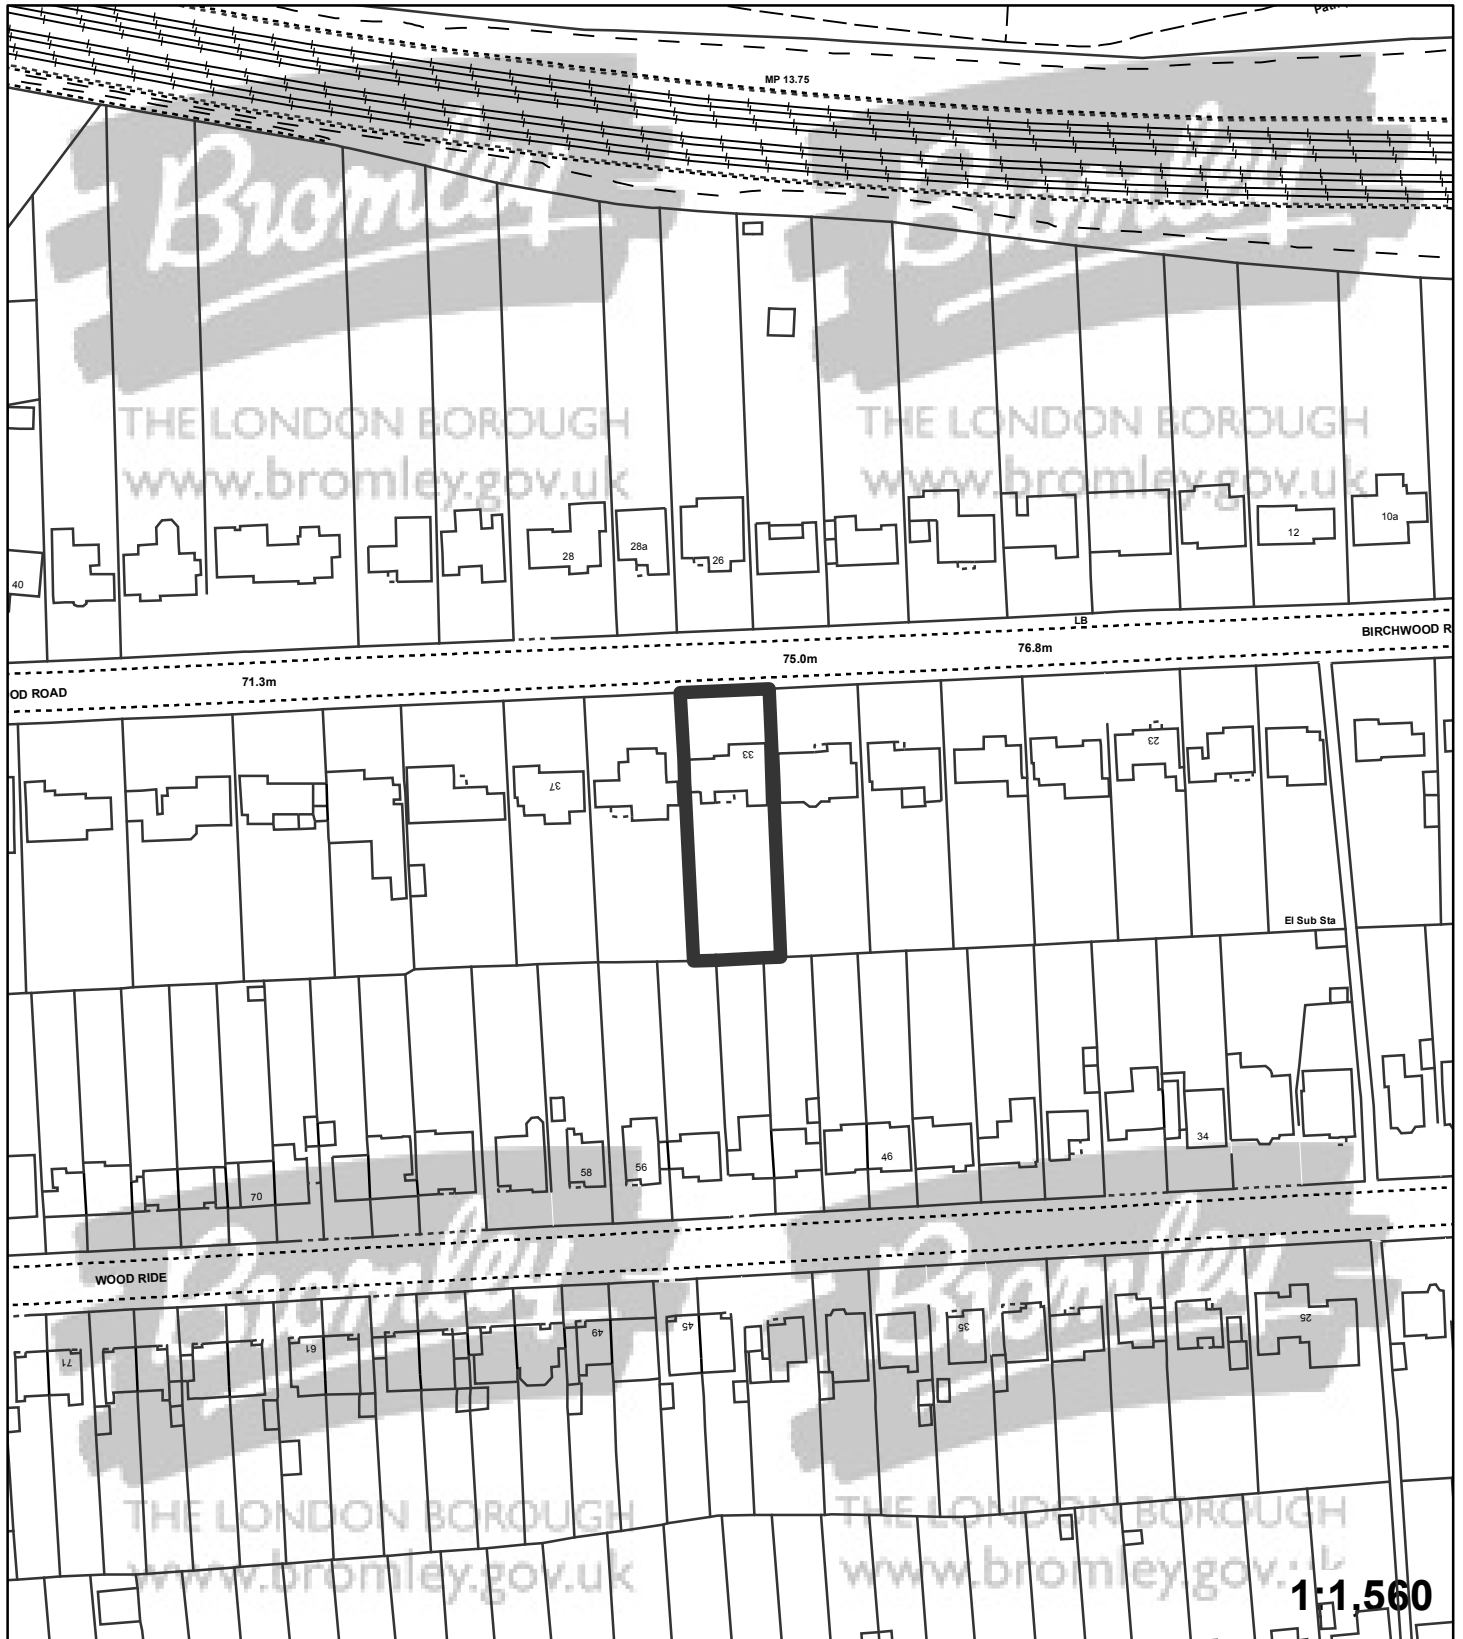 Path
MP 13.75
Bromley
Bromley
THE LONDON BOROUGH
www.bromley.gov.uk
THE LONDON BOROUGH
www.bromley.gov.uk
40
28
28a
26
12
10a
LB
BIRCHWOOD R
76.8m
75.0m
71.3m
OD ROAD
37
33
23
El Sub Sta
70
58
56
46
34
WOOD RIDE
Bromley
Bromley
71
61
49
45
35
25
THE LONDON BOROUGH
www.bromley.gov.uk
THE LONDON BOROUGH
www.bromley.gov.uk
1:1,560